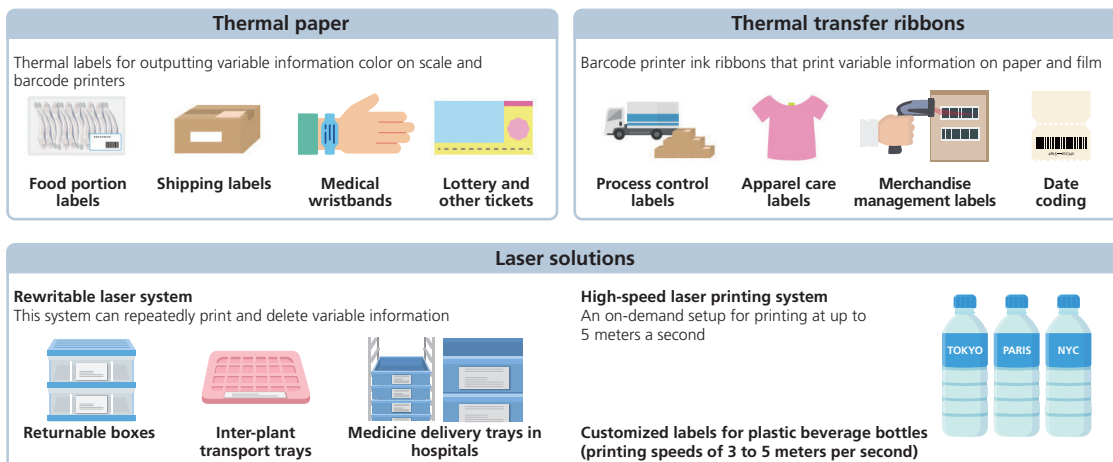 Thermal paper
Thermal labels for outputting variable information color on scale and
barcode printers
Food portion
labels
Shipping labels
Medical
wristbands
Lottery and
other tickets
Thermal transfer ribbons
Barcode printer ink ribbons that print variable information on paper and film
Process control
labels
Apparel care
labels
Merchandise
management labels
Date
coding
Laser solutions
Rewritable laser system
This system can repeatedly print and delete variable information
Returnable boxes
Inter-plant
transport trays
Medicine delivery trays in
hospitals
High-speed laser printing system
An on-demand setup for printing at up to
5 meters a second
TOKYO
PARIS
NYC
Customized labels for plastic beverage bottles
(printing speeds of 3 to 5 meters per second)